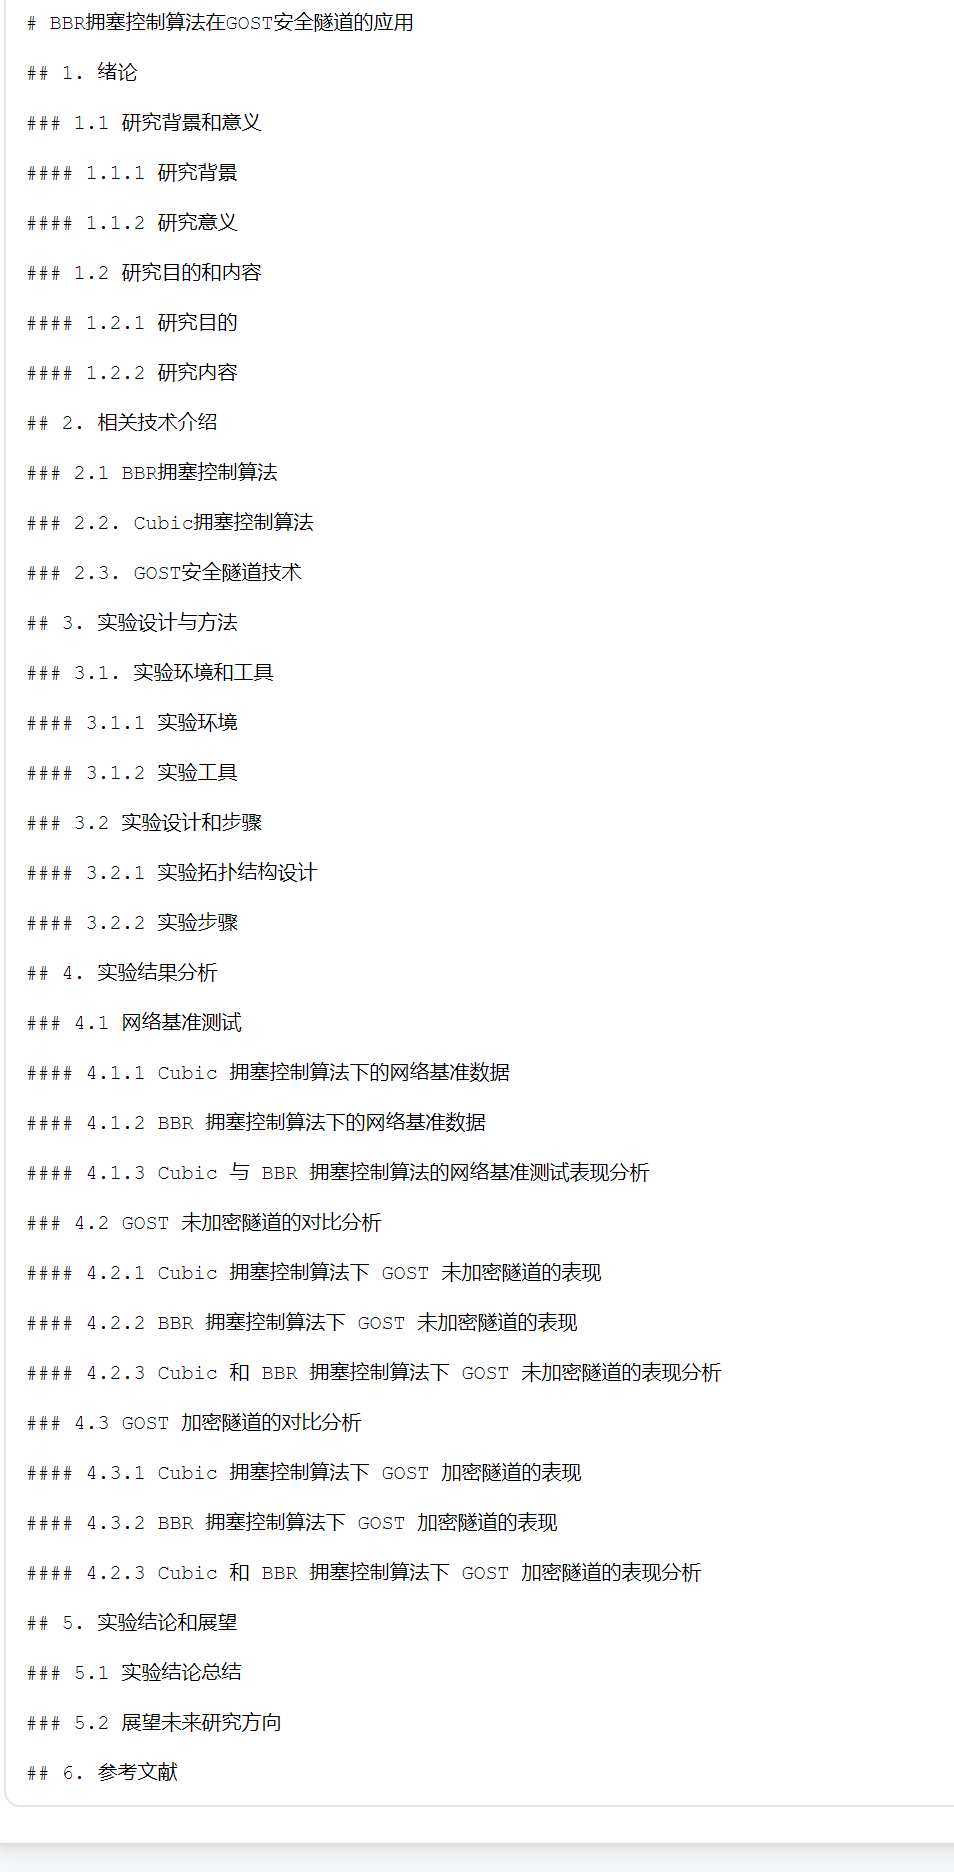 # BBR拥塞控制算法在GOST安全隧道的应用
## 1. 绪论
### 1.1 研究背景和意义
#### 1.1.1 研究背景
#### 1.1.2 研究意义
### 1.2 研究目的和内容
#### 1.2.1 研究目的
#### 1.2.2 研究内容
## 2. 相关技术介绍
### 2.1 BBR拥塞控制算法
### 2.2. Cubic拥塞控制算法
### 2.3. GOST安全隧道技术
## 3. 实验设计与方法
### 3.1. 实验环境和工具
#### 3.1.1 实验环境
#### 3.1.2 实验工具
### 3.2 实验设计和步骤
#### 3.2.1 实验拓扑结构设计
#### 3.2.2 实验步骤
## 4. 实验结果分析
### 4.1 网络基准测试
#### 4.1.1 Cubic 拥塞控制算法下的网络基准数据
#### 4.1.2 BBR 拥塞控制算法下的网络基准数据
#### 4.1.3 Cubic 与 BBR 拥塞控制算法的网络基准测试表现分析
### 4.2 GOST 未加密隧道的对比分析
#### 4.2.1 Cubic 拥塞控制算法下 GOST 未加密隧道的表现
#### 4.2.2 BBR 拥塞控制算法下 GOST 未加密隧道的表现
#### 4.2.3 Cubic 和 BBR 拥塞控制算法下 GOST 未加密隧道的表现分析
### 4.3 GOST 加密隧道的对比分析
#### 4.3.1 Cubic 拥塞控制算法下 GOST 加密隧道的表现
#### 4.3.2 BBR 拥塞控制算法下 GOST 加密隧道的表现
#### 4.2.3 Cubic 和 BBR 拥塞控制算法下 GOST 加密隧道的表现分析
## 5. 实验结论和展望
### 5.1 实验结论总结
### 5.2 展望未来研究方向
## 6. 参考文献